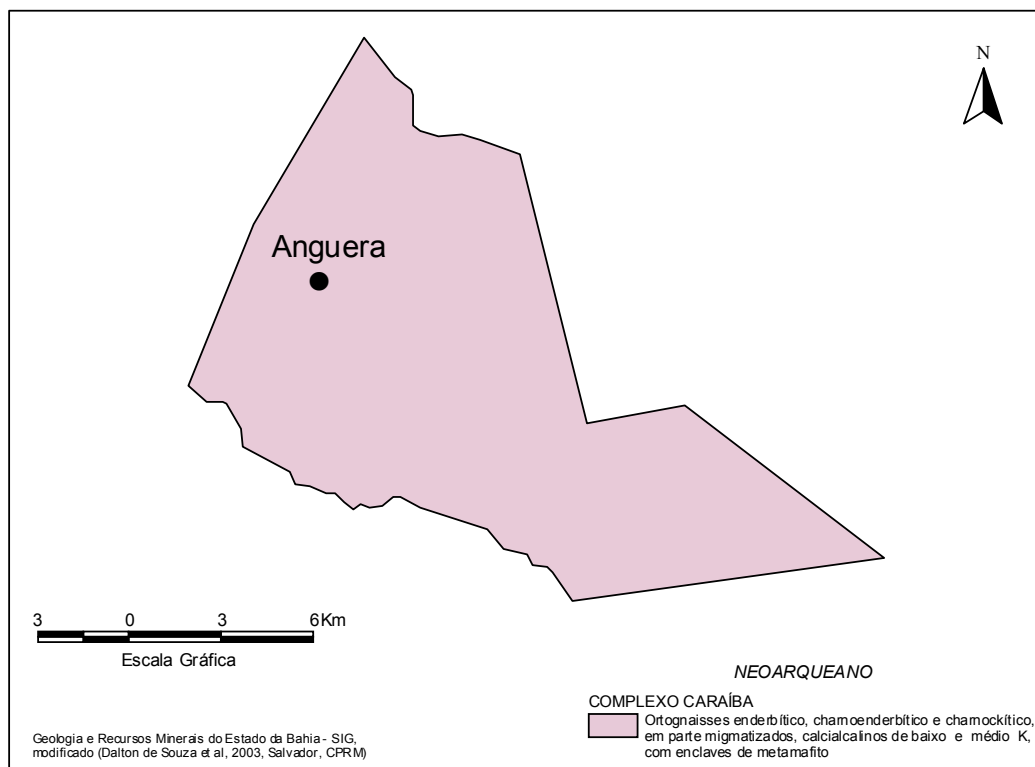 N
Anguera
3 0 3 6Km
Escala Gráfica
NEOARQUEANO
COMPLEXO CARAÍBA
Ortognaisses enderbítico, charnoenderbítico e charnockítico,
em parte migmatizados, calcialcalinos de baixo e médio K,
com enclaves de metamafito
Geologia e Recursos Minerais do Estado da Bahia - SIG,
modificado (Dalton de Souza et al, 2003, Salvador, CPRM)